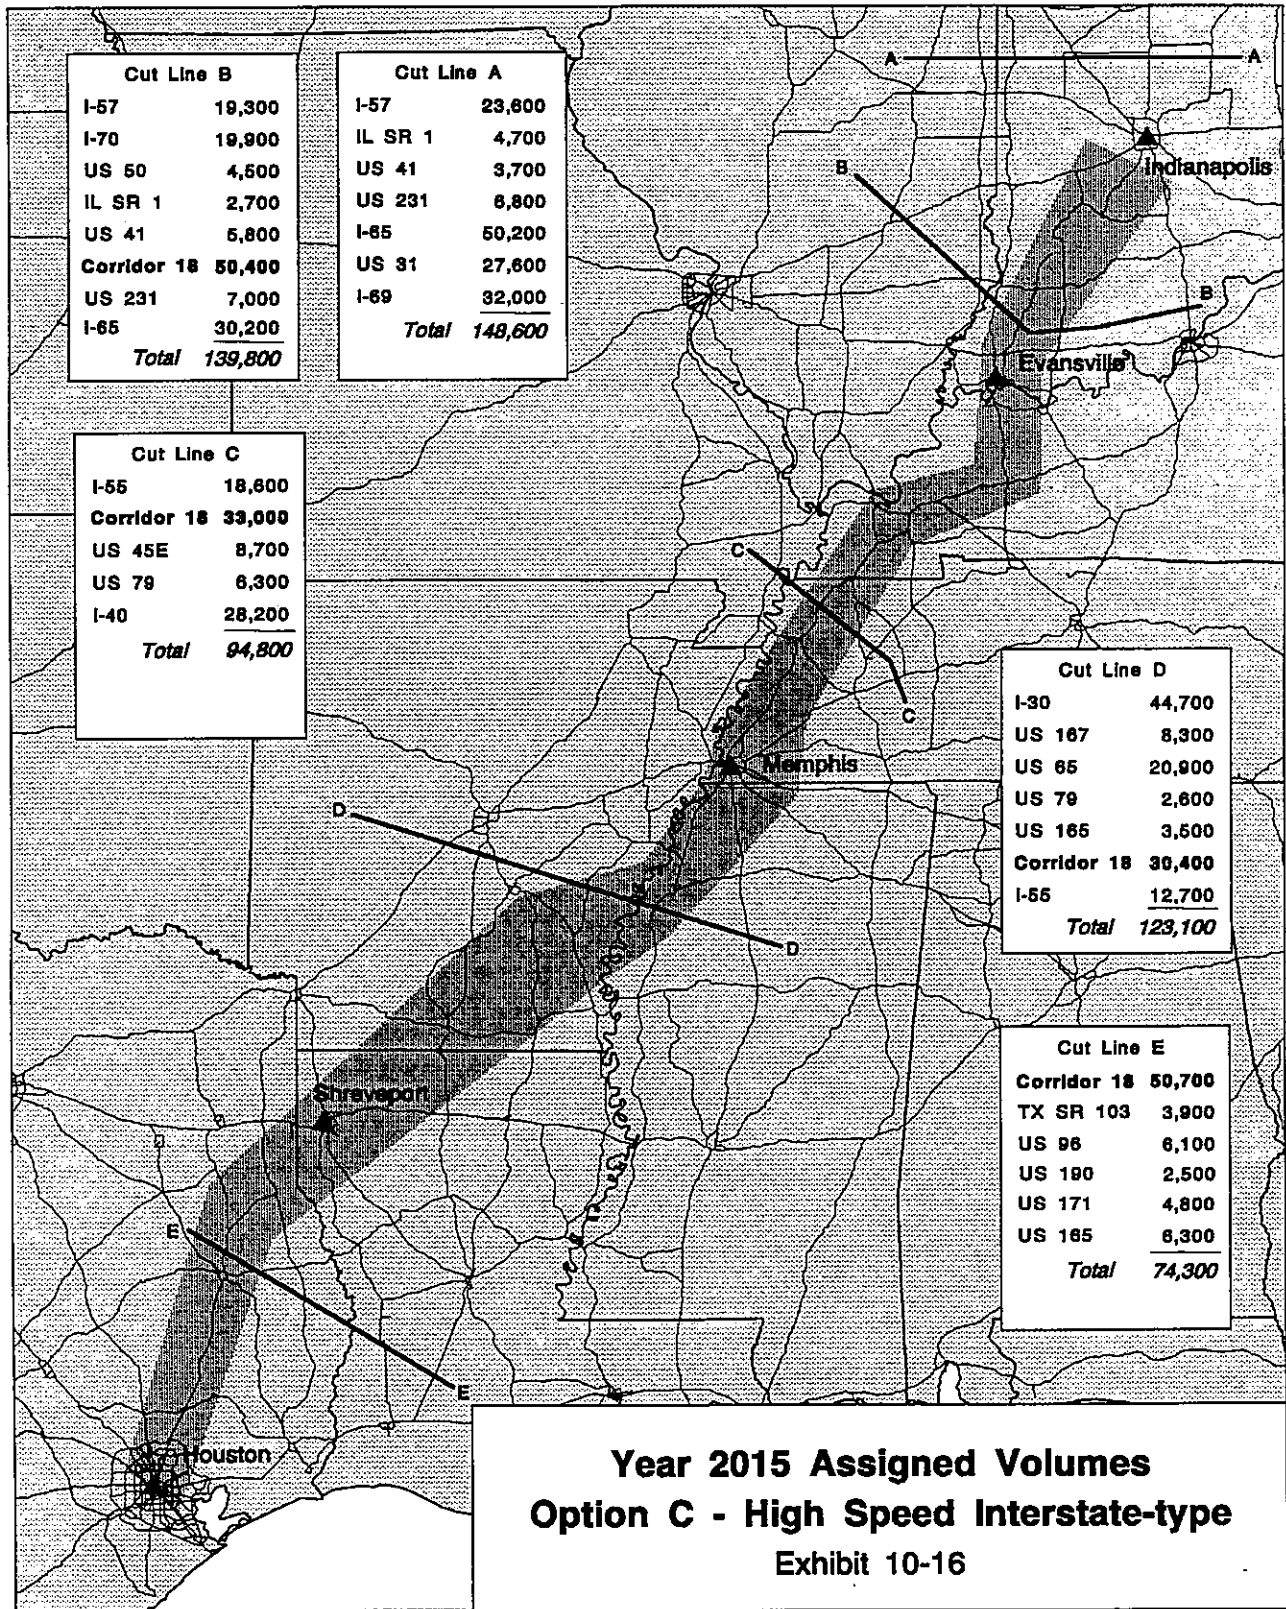 Cut Line B
I-57 19,300
I-70 19,900
US 50 4,500
IL SR 1 2,700
US 41 5,800
Corridor 18 50,400
US 231 7,000
I-65 30,200
Total 139,800
Cut Line A
I-57 23,600
IL SR 1 4,700
US 41 3,700
US 231 6,800
I-65 50,200
US 31 27,600
I-69 32,000
Total 148,600
A
A
Indianapolis
B
B
Evansville
Cut Line C
I-55 18,600
Corridor 18 33,000
US 45E 8,700
US 79 6,300
I-40 28,200
Total 94,800
C
C
Memphis
Cut Line D
I-30 44,700
US 167 8,300
US 65 20,900
US 79 2,600
US 165 3,500
Corridor 18 30,400
I-55 12,700
Total 123,100
D
D
Shreveport
Cut Line E
Corridor 18 50,700
TX SR 103 3,900
US 96 6,100
US 190 2,500
US 171 4,800
US 165 6,300
Total 74,300
E
E
Houston
Year 2015 Assigned Volumes
Option C - High Speed Interstate-type
Exhibit 10-16